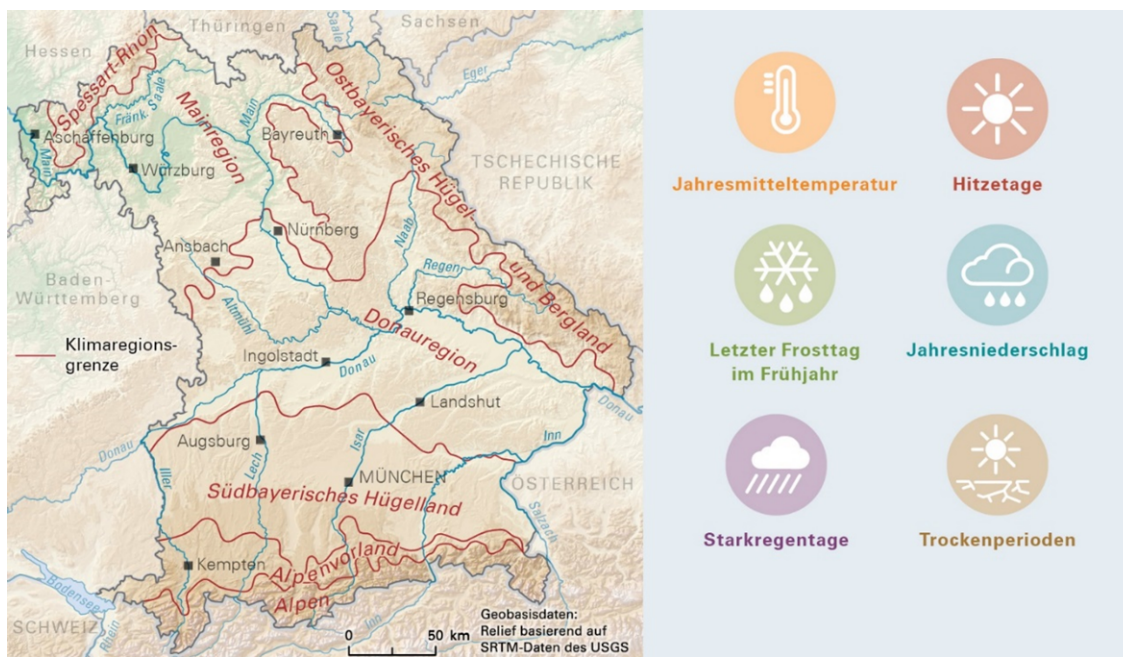 Thüringen
Sachsen
Hessen
Saale
Eger
Spessart-Rhön
Fränk. Saale
Main
Ostbayerisches Hügel-
und Bergland
Mainregion
Aschaffenburg
Main
Bayreuth
Würzburg
TSCHECHISCHE
REPUBLIK
Nürnberg
Naab
Ansbach
Regen
Baden-
Württemberg
Altmühl
Regensburg
Donauregion
Klimaregions-
grenze
Ingolstadt
Donau
Landshut
Donau
Donau
Augsburg
Isar
Inn
Iller
Lech
MÜNCHEN
ÖSTERREICH
Südbayerisches Hügelland
Salzach
Kempten
Alpenvorland
Alpen
Bodensee
SCHWEIZ
Rhein
Inn
0 50 km
Geobasisdaten:
Relief basierend auf
SRTM-Daten des USGS
Jahresmitteltemperatur
Hitzetage
Letzter Frosttag
im Frühjahr
Jahresniederschlag
Starkregentage
Trockenperioden